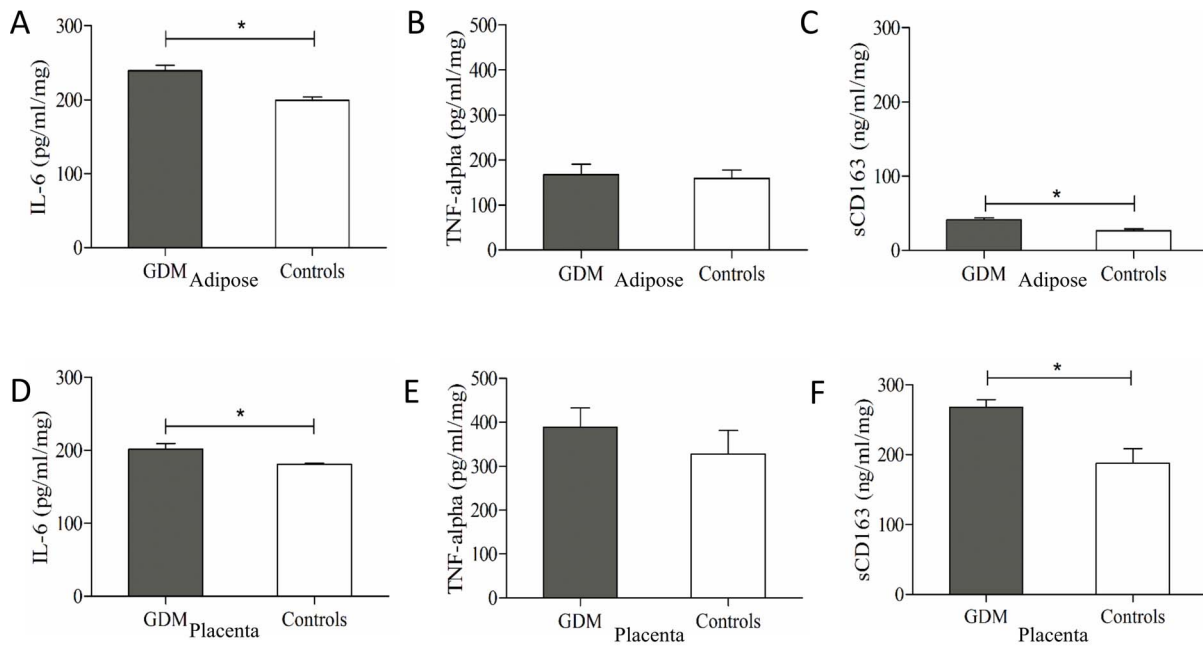 A
IL-6 (pg/ml/mg)
300
200
100
0
*
GDM
Adipose
Controls
B
TNF-alpha (pg/ml/mg)
500
400
300
200
100
0
GDM
Adipose
Controls
C
sCD163 (ng/ml/mg)
300
200
100
0
*
GDM
Adipose
Controls
D
IL-6 (pg/ml/mg)
300
200
100
0
*
GDM
Placenta
Controls
E
TNF-alpha (pg/ml/mg)
500
400
300
200
100
0
GDM
Placenta
Controls
F
sCD163 (ng/ml/mg)
300
200
100
0
*
GDM
Placenta
Controls